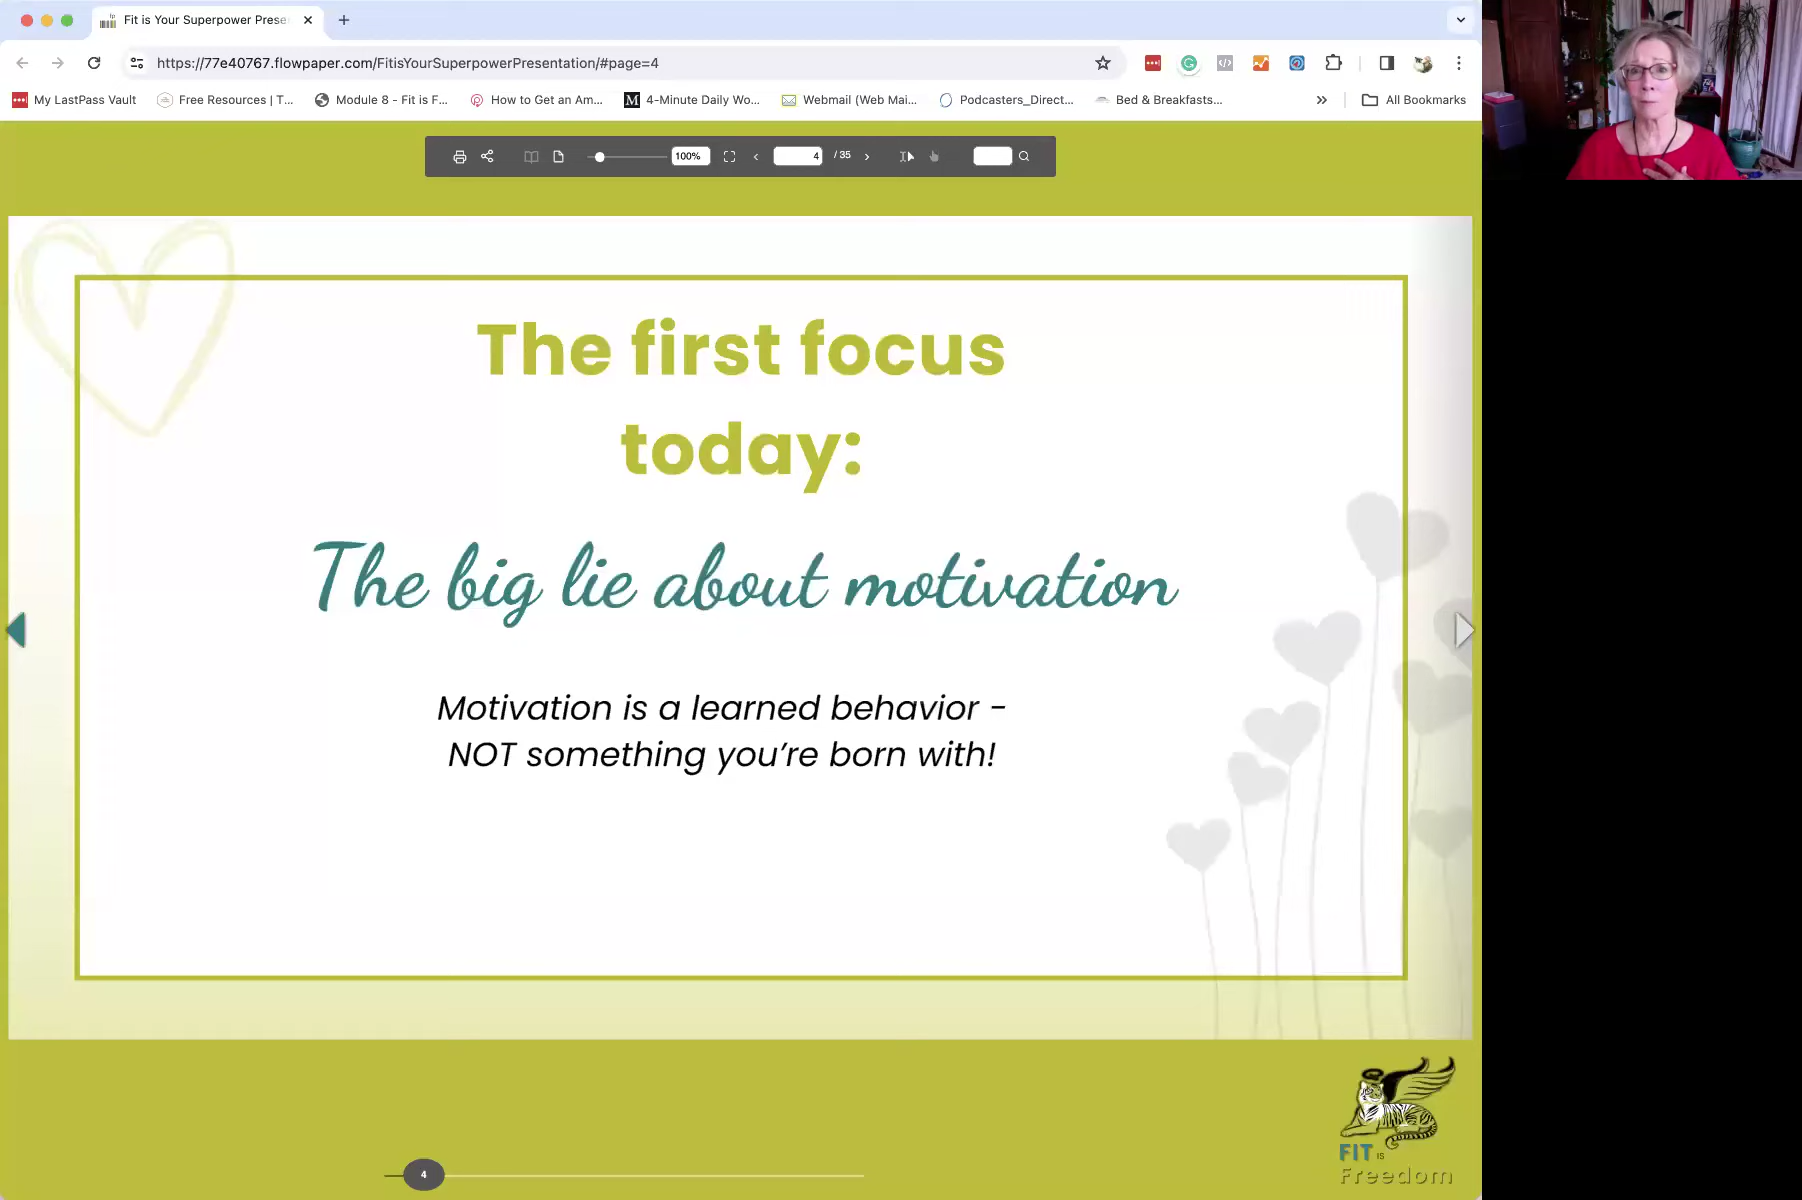 Fit is Your Superpower Prese
https://77e40767.flowpaper.com/FitisYourSuperpowerPresentation/#page=4
My LastPass Vault
Free Resources | T...
Module 8 - Fit is F...
How to Get an Am...
4-Minute Daily Wo...
Webmail (Web Mai...
Podcasters_Direct...
Bed & Breakfasts...
All Bookmarks
100%
4
/ 35
The first focus
today:
The big lie about motivation
Motivation is a learned behavior -
NOT something you're born with!
4
FIT IS
Freedom